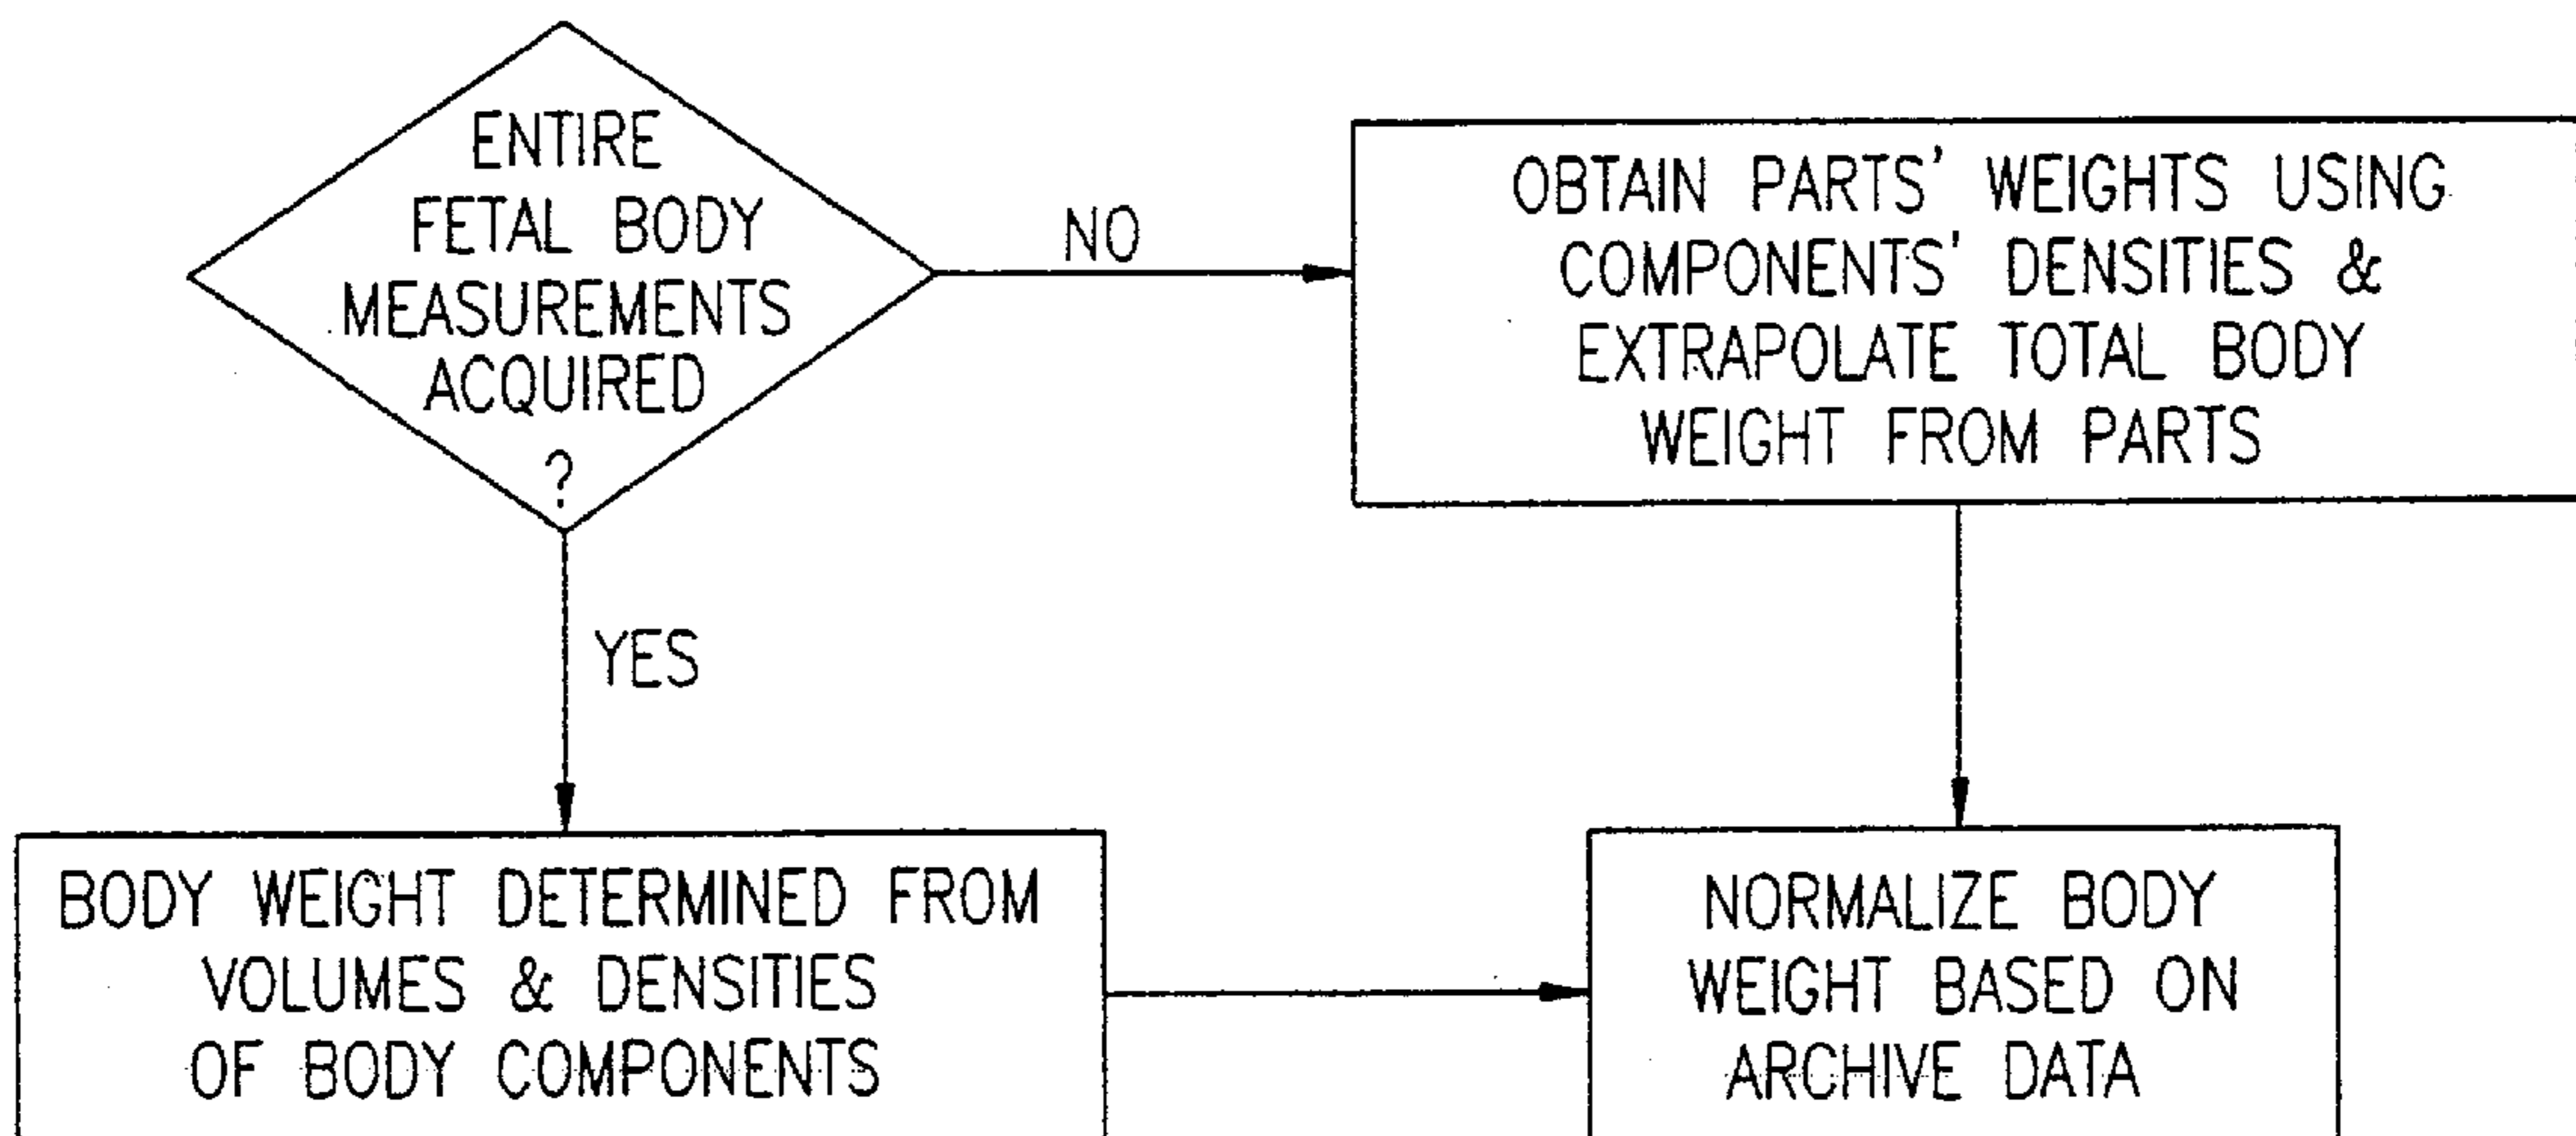 ENTIRE
FETAL BODY
MEASUREMENTS
ACQUIRED
?
NO
OBTAIN PARTS' WEIGHTS USING
COMPONENTS' DENSITIES &
EXTRAPOLATE TOTAL BODY
WEIGHT FROM PARTS
YES
BODY WEIGHT DETERMINED FROM
VOLUMES & DENSITIES
OF BODY COMPONENTS
NORMALIZE BODY
WEIGHT BASED ON
ARCHIVE DATA